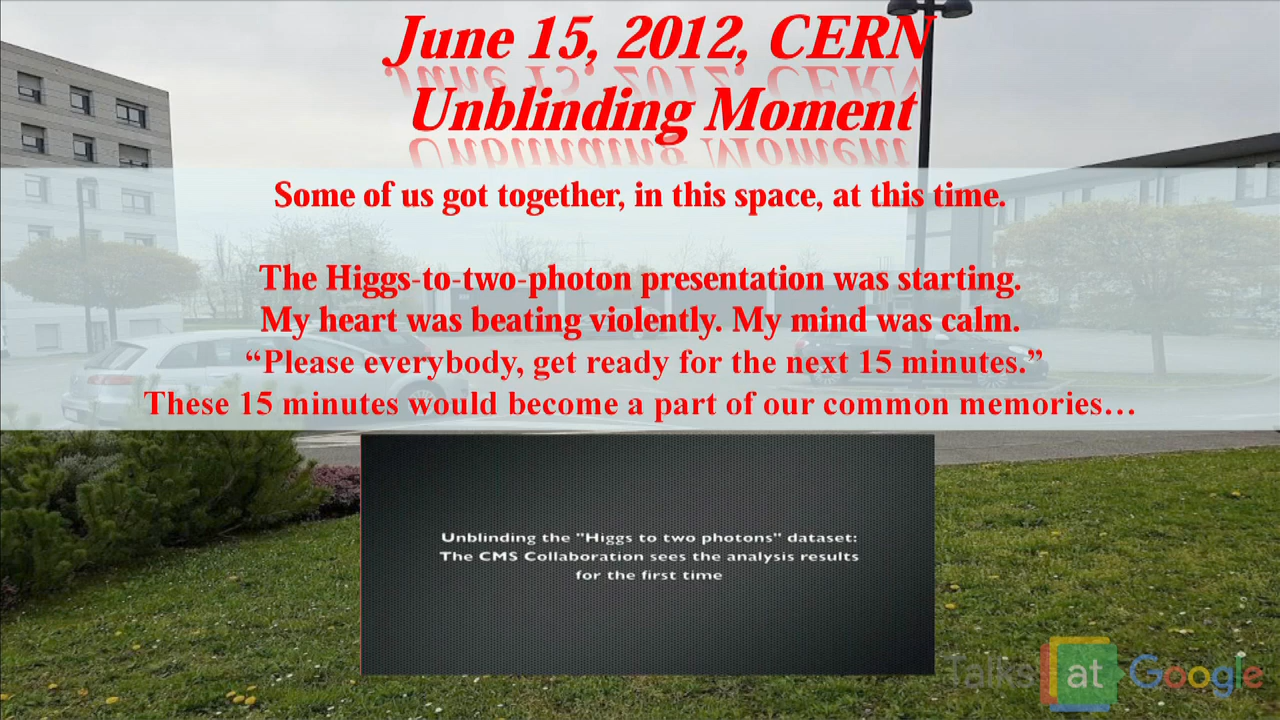 June 15, 2012, CERN
Unblinding Moment
Some of us got together, in this space, at this time.
The Higgs-to-two-photon presentation was starting.
My heart was beating violently. My mind was calm.
“Please everybody, get ready for the next 15 minutes.”
These 15 minutes would become a part of our common memories…
Unblinding the "Higgs to two photons" dataset:
The CMS Collaboration sees the analysis results
for the first time
Talks at Google